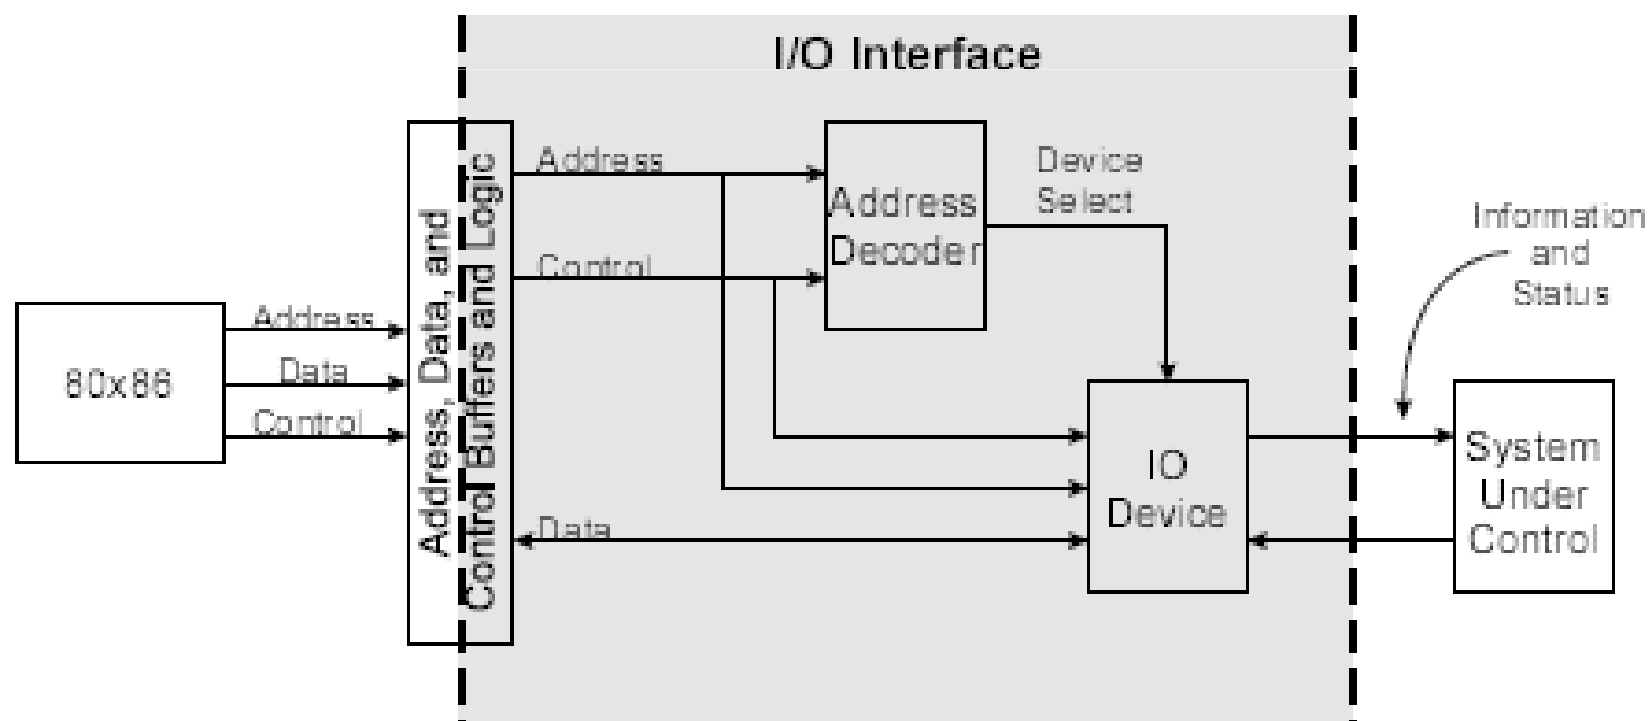 I/O Interface
80x86
Address
Data
Control
Address, Data, and
Control Buffers and Logic
Address
Control
Data
Address
Decoder
Device
Select
IO
Device
Information
and
Status
System
Under
Control